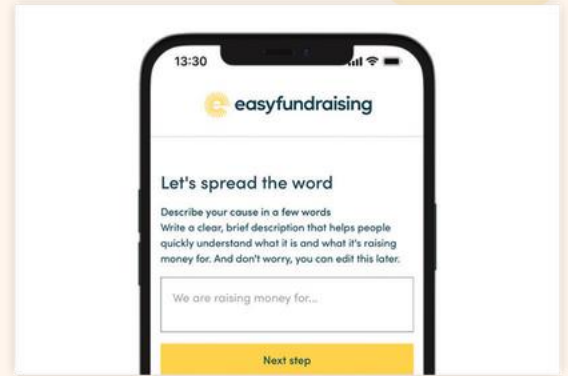 13:30
easyfundraising
Let's spread the word
Describe your cause in a few words
Write a clear, brief description that helps people
quickly understand what it is and what it's raising
money for. And don't worry, you can edit this later.
We are raising money for...
Next step